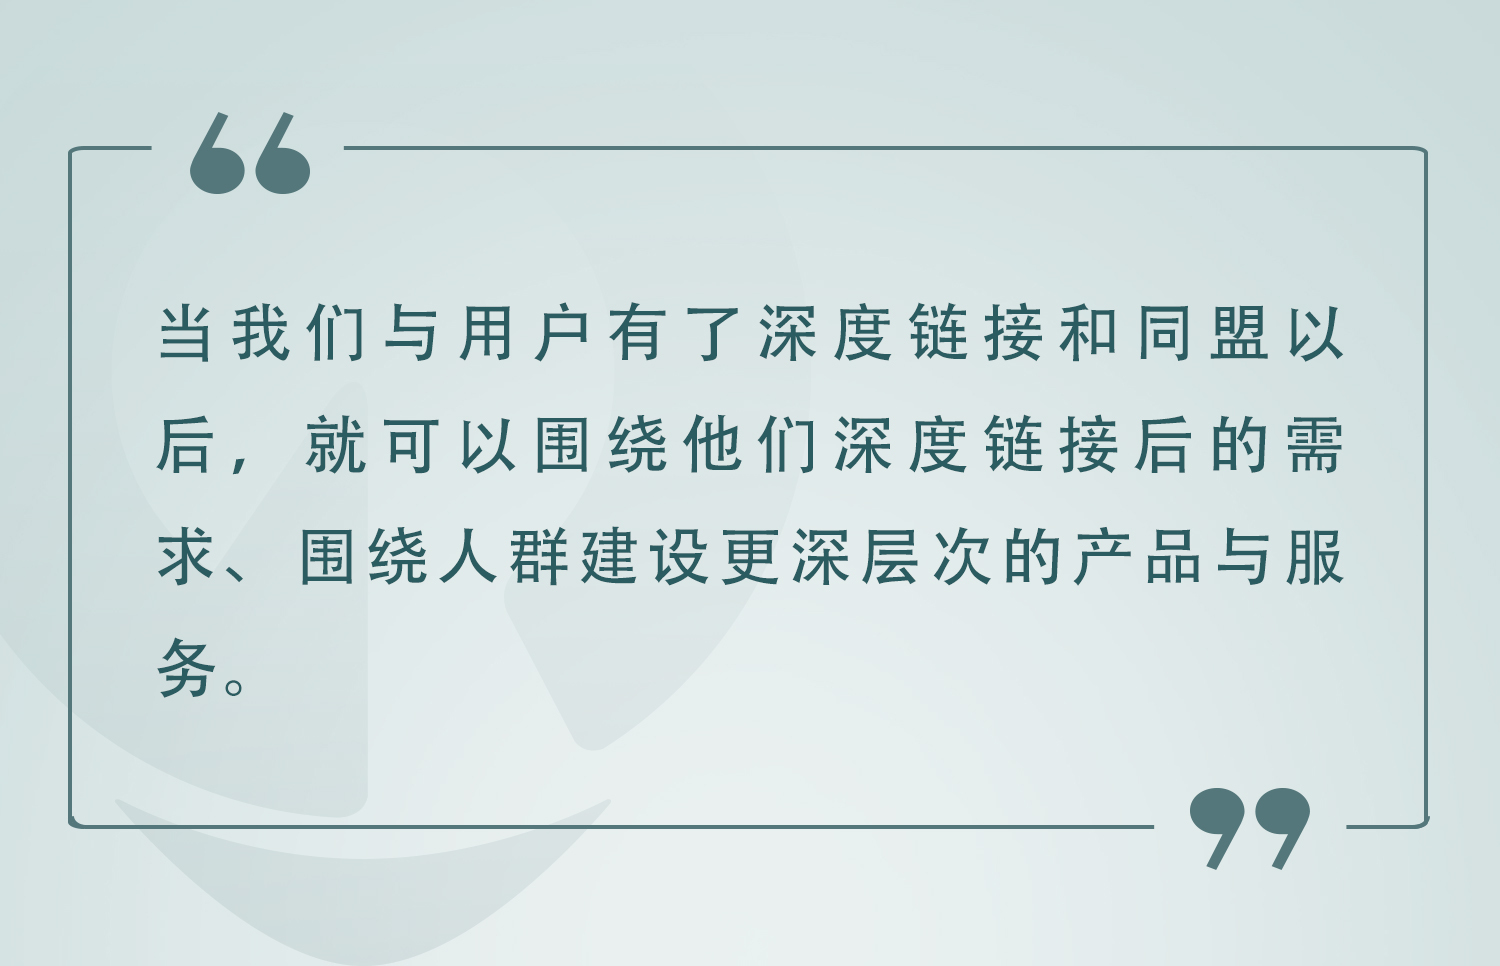 当我们与用户有了深度链接和同盟以
后，就可以围绕他们深度链接后的需
求、围绕人群建设更深层次的产品与服
务。